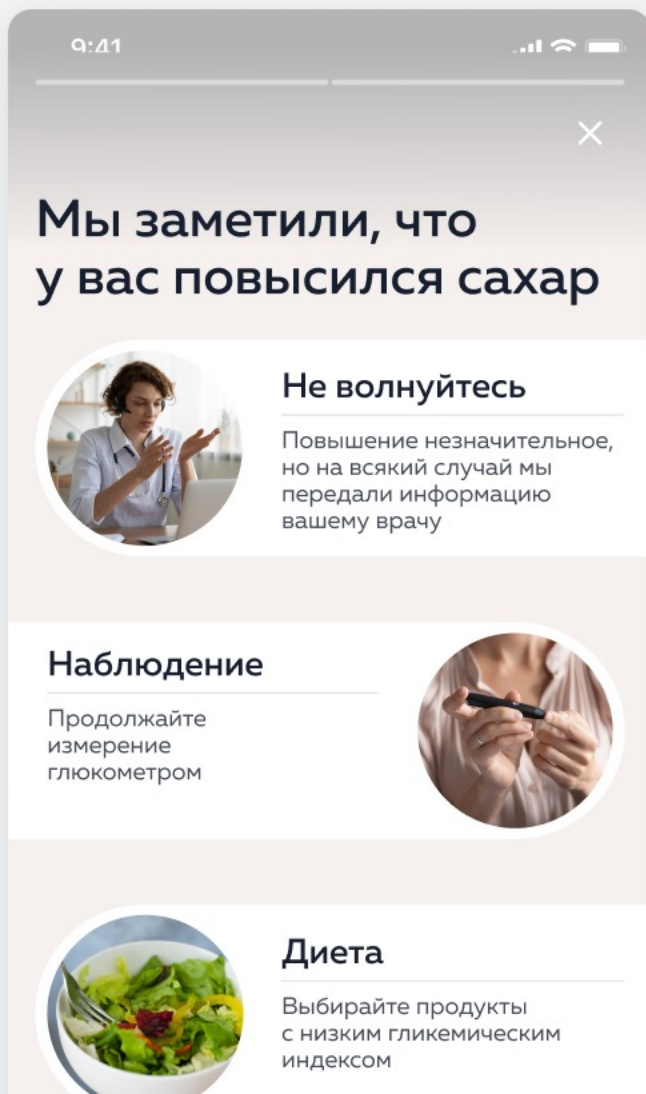 9:41
Мы заметили, что
у вас повысился сахар
Не волнуйтесь
Повышение незначительное,
но на всякий случай мы
передали информацию
вашему врачу
Наблюдение
Продолжайте
измерение
глюкометром
Диета
Выбирайте продукты
с низким гликемическим
индексом